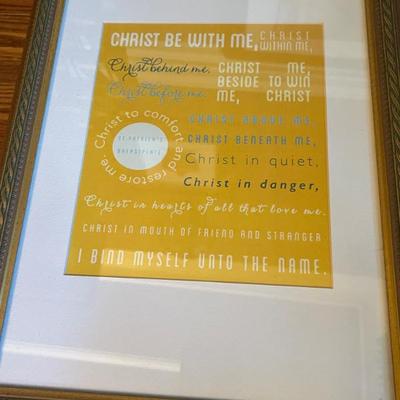 CHRIST BE WITH ME, CHRIST WITHIN ME,
Christ behind me,
Christ before me,
CHRIST BESIDE ME,
CHRIST ME, TO WIN
Christ to comfort and restore me.
ST. PATRICK'S
BREASTPLATE
CHRIST ABOVE ME,
CHRIST BENEATH ME,
Christ in quiet,
Christ in danger,
Christ in hearts of all that love me,
CHRIST IN MOUTH OF FRIEND AND STRANGER
I BIND MYSELF UNTO THE NAME.